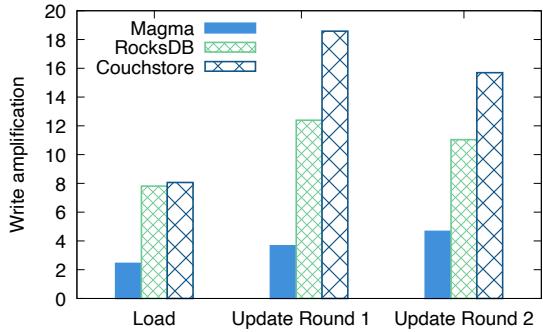 20
18
16
14
12
10
8
6
4
2
0
Write amplification
Magma
RocksDB
Couchstore
Load
Update Round 1
Update Round 2